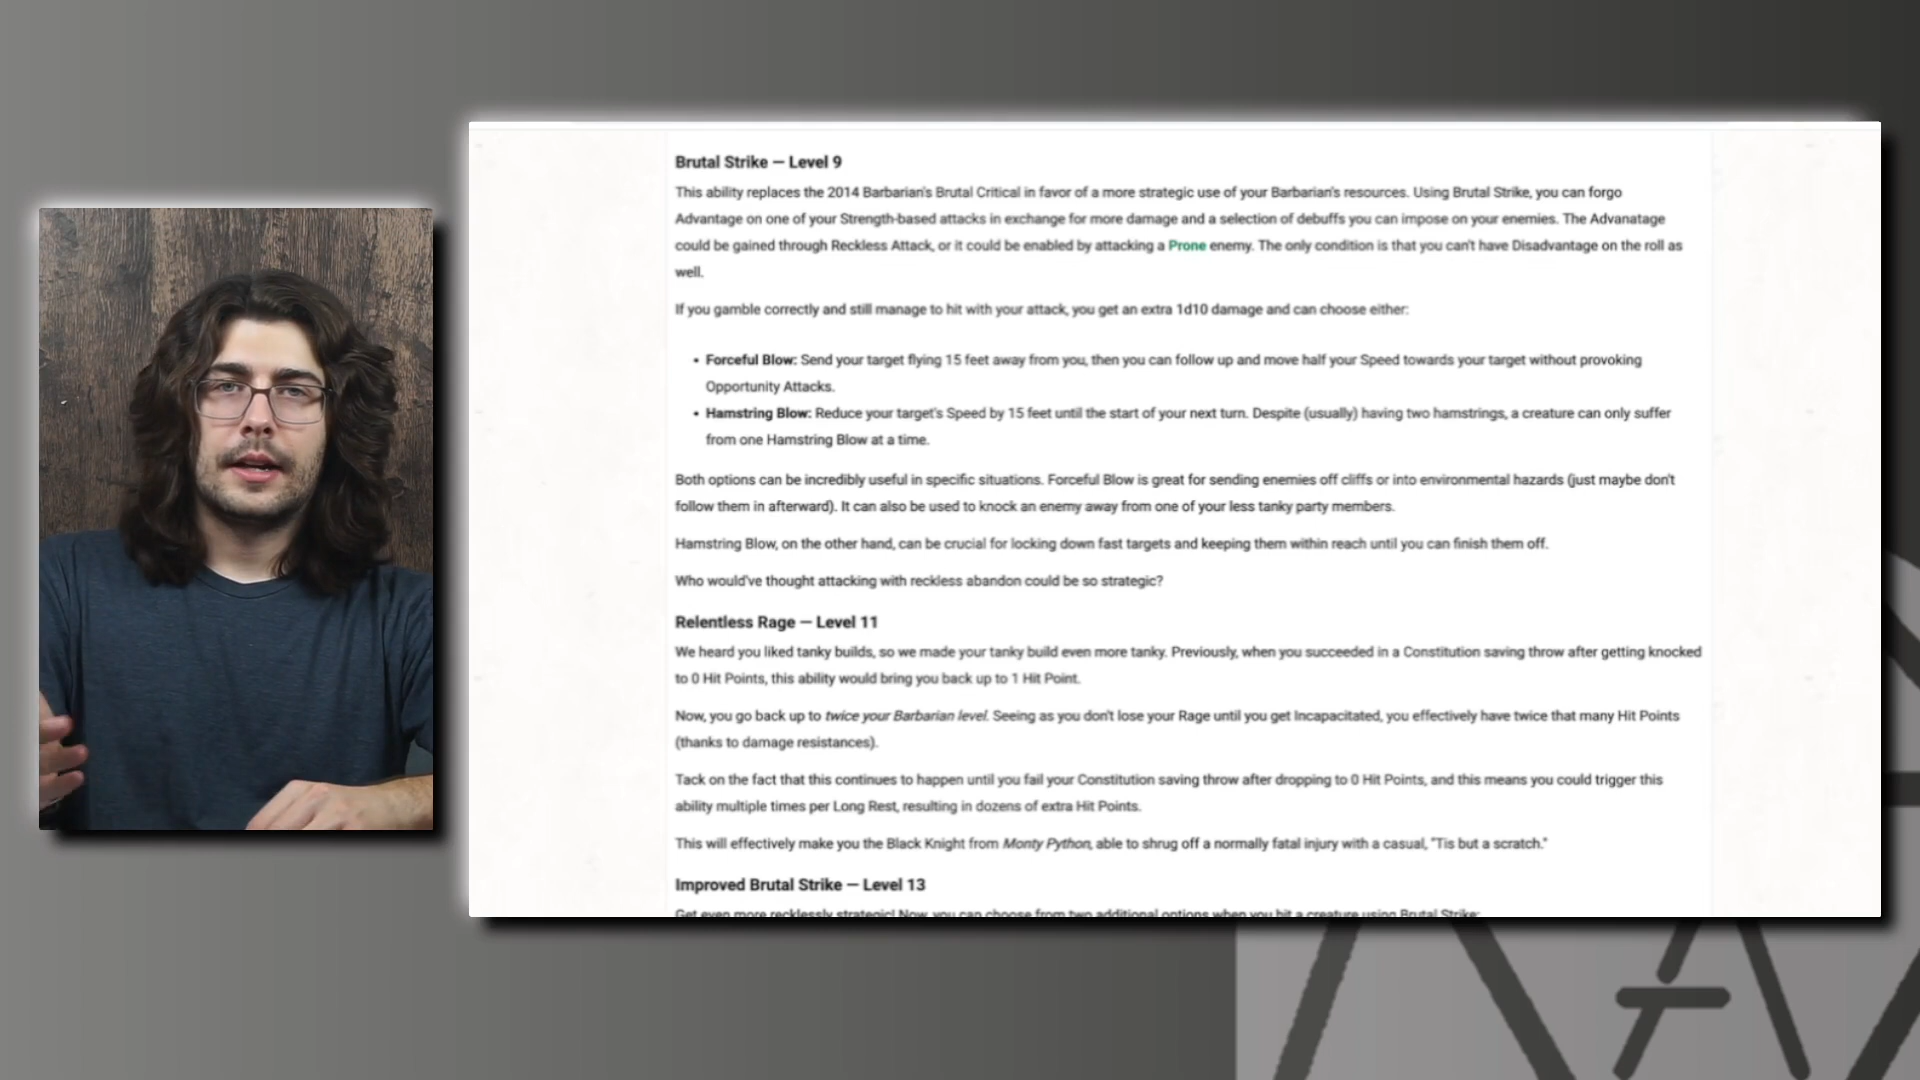 Brutal Strike — Level 9
This ability replaces the 2014 Barbarian's Brutal Critical in favor of a more strategic use of your Barbarian's resources. Using Brutal Strike, you can forgo
Advantage on one of your Strength-based attacks in exchange for more damage and a selection of debuffs you can impose on your enemies. The Advanatage
could be gained through Reckless Attack, or it could be enabled by attacking a Prone enemy. The only condition is that you can't have Disadvantage on the roll as
well.
If you gamble correctly and still manage to hit with your attack, you get an extra 1d10 damage and can choose either:
• Forceful Blow: Send your target flying 15 feet away from you, then you can follow up and move half your Speed towards your target without provoking
Opportunity Attacks.
• Hamstring Blow: Reduce your target's Speed by 15 feet until the start of your next turn. Despite (usually) having two hamstrings, a creature can only suffer
from one Hamstring Blow at a time.
Both options can be incredibly useful in specific situations. Forceful Blow is great for sending enemies off cliffs or into environmental hazards (just maybe don't
follow them in afterward). It can also be used to knock an enemy away from one of your less tanky party members.
Hamstring Blow, on the other hand, can be crucial for locking down fast targets and keeping them within reach until you can finish them off.
Who would've thought attacking with reckless abandon could be so strategic?
Relentless Rage — Level 11
We heard you liked tanky builds, so we made your tanky build even more tanky. Previously, when you succeeded in a Constitution saving throw after getting knocked
to 0 Hit Points, this ability would bring you back up to 1 Hit Point.
Now, you go back up to twice your Barbarian level. Seeing as you don't lose your Rage until you get Incapacitated, you effectively have twice that many Hit Points
(thanks to damage resistances).
Tack on the fact that this continues to happen until you fail your Constitution saving throw after dropping to 0 Hit Points, and this means you could trigger this
ability multiple times per Long Rest, resulting in dozens of extra Hit Points.
This will effectively make you the Black Knight from Monty Python, able to shrug off a normally fatal injury with a casual, "Tis but a scratch."
Improved Brutal Strike — Level 13
Get even more recklessly strategic! Now, you can choose from two additional options when you hit a creature using Brutal Strike: